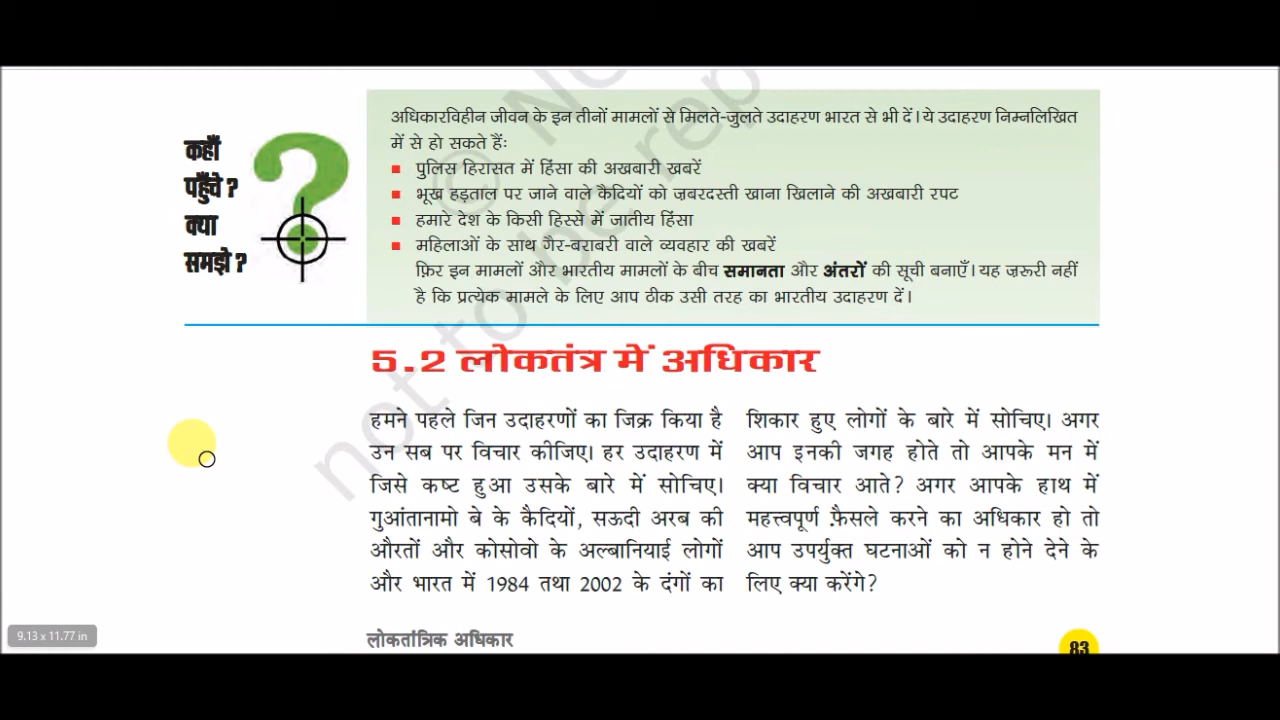 कहाँ
पहुँचे ?
क्या
समझे ?
अधिकारविहीन जीवन के इन तीनों मामलों से मिलते-जुलते उदाहरण भारत से भी दें। ये उदाहरण निम्नलिखित
में से हो सकते हैं:
पुलिस हिरासत में हिंसा की अखबारी ख़बरें
भूख हड़ताल पर जाने वाले कैदियों को ज़बरदस्ती खाना खिलाने की अखबारी रपट
हमारे देश के किसी हिस्से में जातीय हिंसा
महिलाओं के साथ गैर-बराबरी वाले व्यवहार की खबरें
फ़िर इन मामलों और भारतीय मामलों के बीच समानता और अंतरों की सूची बनाएँ। यह ज़रूरी नहीं
है कि प्रत्येक मामले के लिए आप ठीक उसी तरह का भारतीय उदाहरण दें।
5.2 लोकतंत्र में अधिकार
हमने पहले जिन उदाहरणों का जिक्र किया है
उन सब पर विचार कीजिए। हर उदाहरण में
जिसे कष्ट हुआ उसके बारे में सोचिए।
गुआंतानामो बे के कैदियों, सऊदी अरब की
औरतों और कोसोवो के अल्बानियाई लोगों
और भारत में 1984 तथा 2002 के दंगों का
शिकार हुए लोगों के बारे में सोचिए। अगर
आप इनकी जगह होते तो आपके मन में
क्या विचार आते? अगर आपके हाथ में
महत्त्वपूर्ण फ़ैसले करने का अधिकार हो तो
आप उपर्युक्त घटनाओं को न होने देने के
लिए क्या करेंगे?
लोकतांत्रिक अधिकार
83
9.13 x 11.77 in
not to be rep